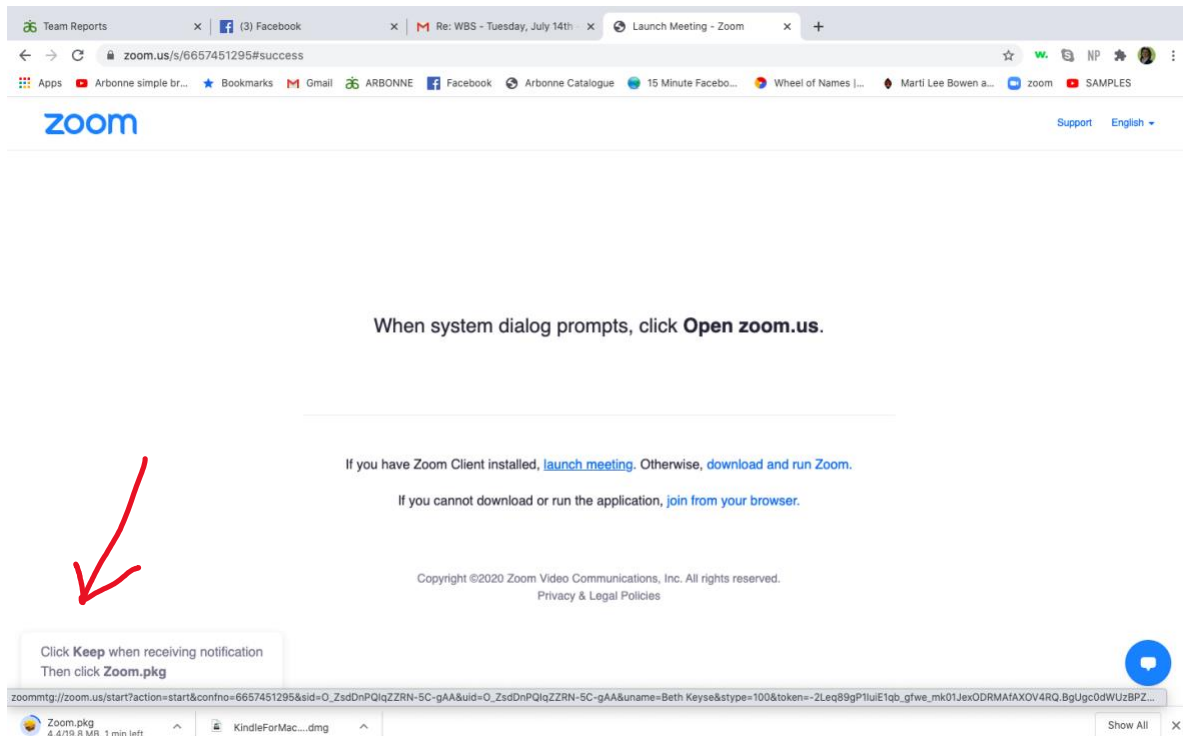 Team Reports
(3) Facebook
Re: WBS - Tuesday, July 14th -
Launch Meeting - Zoom
zoom.us/s/6657451295#success
NP
Apps
Arbonne simple br...
Bookmarks
Gmail
ARBONNE
Facebook
Arbonne Catalogue
15 Minute Facebo...
Wheel of Names |...
Marti Lee Bowen a...
zoom
SAMPLES
zoom
Support English
When system dialog prompts, click Open zoom.us.
If you have Zoom Client installed, launch meeting. Otherwise, download and run Zoom.
If you cannot download or run the application, join from your browser.
Copyright ©2020 Zoom Video Communications, Inc. All rights reserved.
Privacy & Legal Policies
Click Keep when receiving notification
Then click Zoom.pkg
zoommtg://zoom.us/start?action=start&confno=6657451295&sid=O_ZsdDnPQIqZZRN-5C-gAA&uid=O_ZsdDnPQIqZZRN-5C-gAA&uname=Beth Keyse&stype=100&token=-2Leq89gP1IuiE1qb_gfwe_mk01JexODRMAfAXOV4RQ.BgUgc0dWUzBPZ...
Zoom.pkg
4.4/19.8 MB, 1 min left
KindleForMac....dmg
Show All